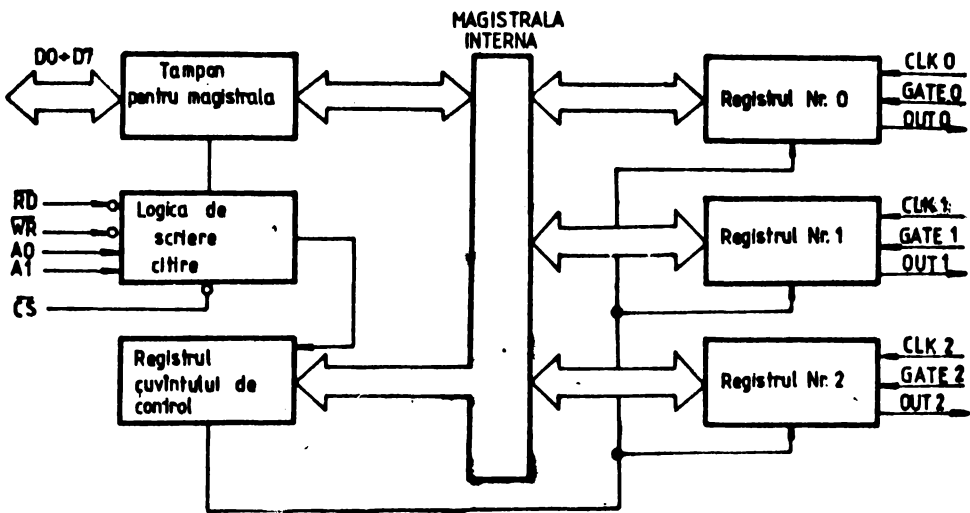 MAGISTRALA
INTERNA
D0÷D7
Tampon
pentru magistrala
Registrul Nr. 0
CLK 0
GATE 0
OUT 0
RD
WR
A0
A1
CS
Logica de
scriere
citire
Registrul Nr. 1
CLK 1
GATE 1
OUT 1
Registrul
cuvîntului de
control
Registrul Nr. 2
CLK 2
GATE 2
OUT 2